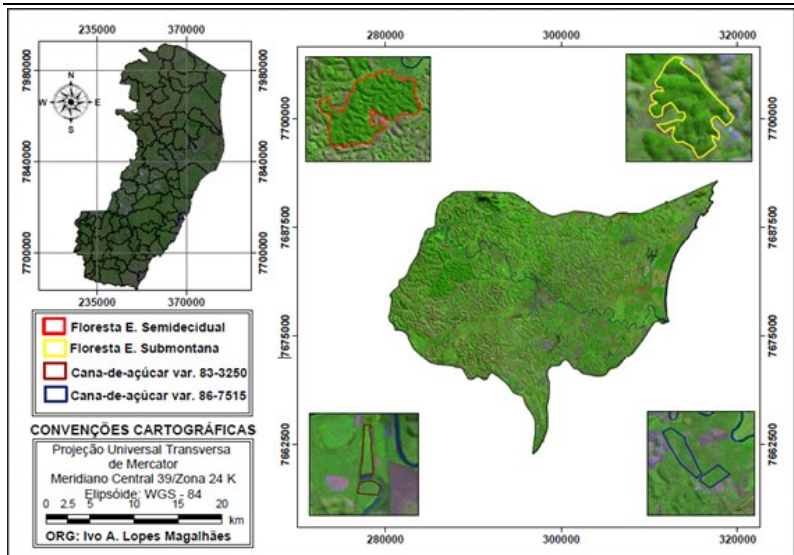 235000 370000
7980000
7980000
N
W E
S
7840000
7840000
7700000
7700000
235000 370000
Floresta E. Semidecidual
Floresta E. Submontana
Cana-de-açúcar var. 83-3250
Cana-de-açúcar var. 86-7515
CONVENÇÕES CARTOGRÁFICAS
Projeção Universal Transversa
de Mercator
Meridiano Central 39/Zona 24 K
Elipsóide: WGS - 84
0 2.5 5 10 15 20
km
ORG: Ivo A. Lopes Magalhães
280000 300000 320000
7700000
7700000
7687500
7687500
7675000
7675000
7662500
7662500
280000 300000 320000